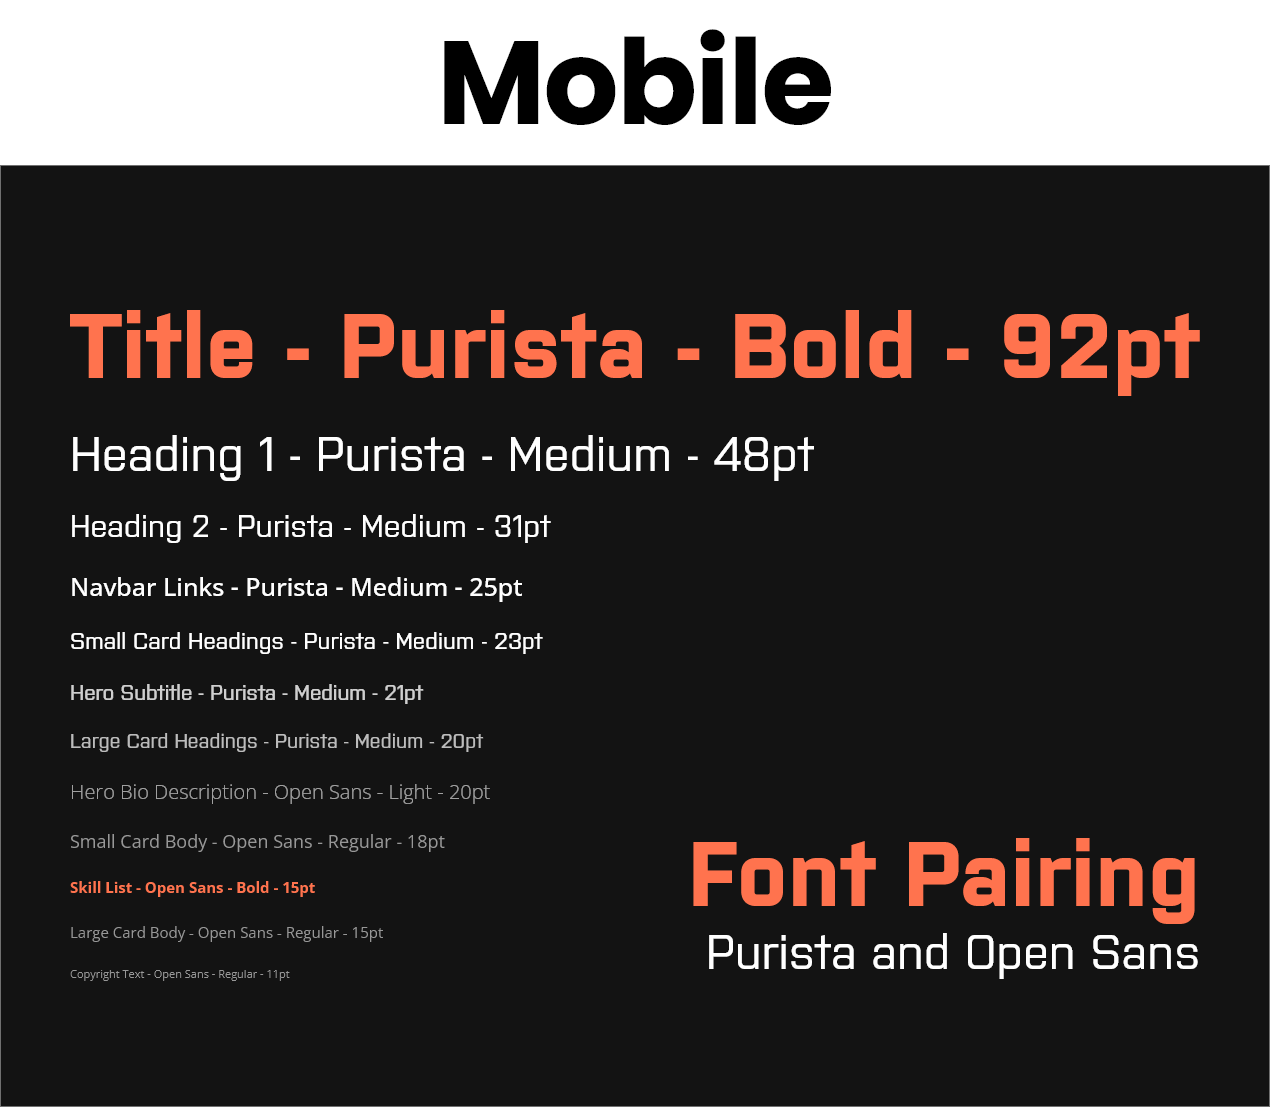 Mobile
Title - Purista - Bold - 92pt
Heading 1 - Purista - Medium - 48pt
Heading 2 - Purista - Medium - 31pt
Navbar Links - Purista - Medium - 25pt
Small Card Headings - Purista - Medium - 23pt
Hero Subtitle - Purista - Medium - 21pt
Large Card Headings - Purista - Medium - 20pt
Hero Bio Description - Open Sans - Light - 20pt
Small Card Body - Open Sans - Regular - 18pt
Skill List - Open Sans - Bold - 15pt
Large Card Body - Open Sans - Regular - 15pt
Copyright Text - Open Sans - Regular - 11pt
Font Pairing
Purista and Open Sans